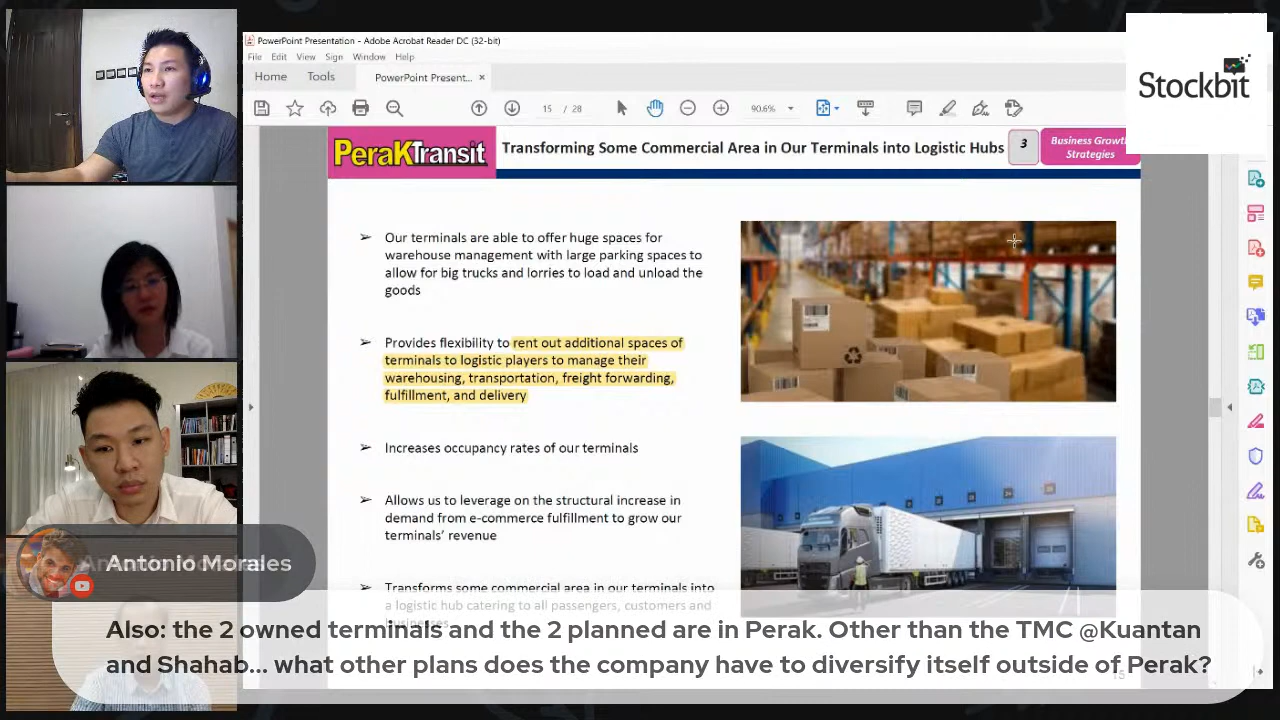 PowerPoint Presentation - Adobe Acrobat Reader DC (32-bit)
File Edit View Sign Window Help
Home Tools PowerPoint Present... ×
15 / 28 90.6%
Stockbit
PeraKTransit
Transforming Some Commercial Area in Our Terminals into Logistic Hubs
3
Business Growth
Strategies
➢ Our terminals are able to offer huge spaces for
warehouse management with large parking spaces to
allow for big trucks and lorries to load and unload the
goods
➢ Provides flexibility to rent out additional spaces of
terminals to logistic players to manage their
warehousing, transportation, freight forwarding,
fulfillment, and delivery
➢ Increases occupancy rates of our terminals
➢ Allows us to leverage on the structural increase in
demand from e-commerce fulfillment to grow our
terminals' revenue
➢ Transforms some commercial area in our terminals into
a logistic hub catering to all passengers, customers and
businesses
15
Antonio Morales
Also: the 2 owned terminals and the 2 planned are in Perak. Other than the TMC @Kuantan
and Shahab... what other plans does the company have to diversify itself outside of Perak?